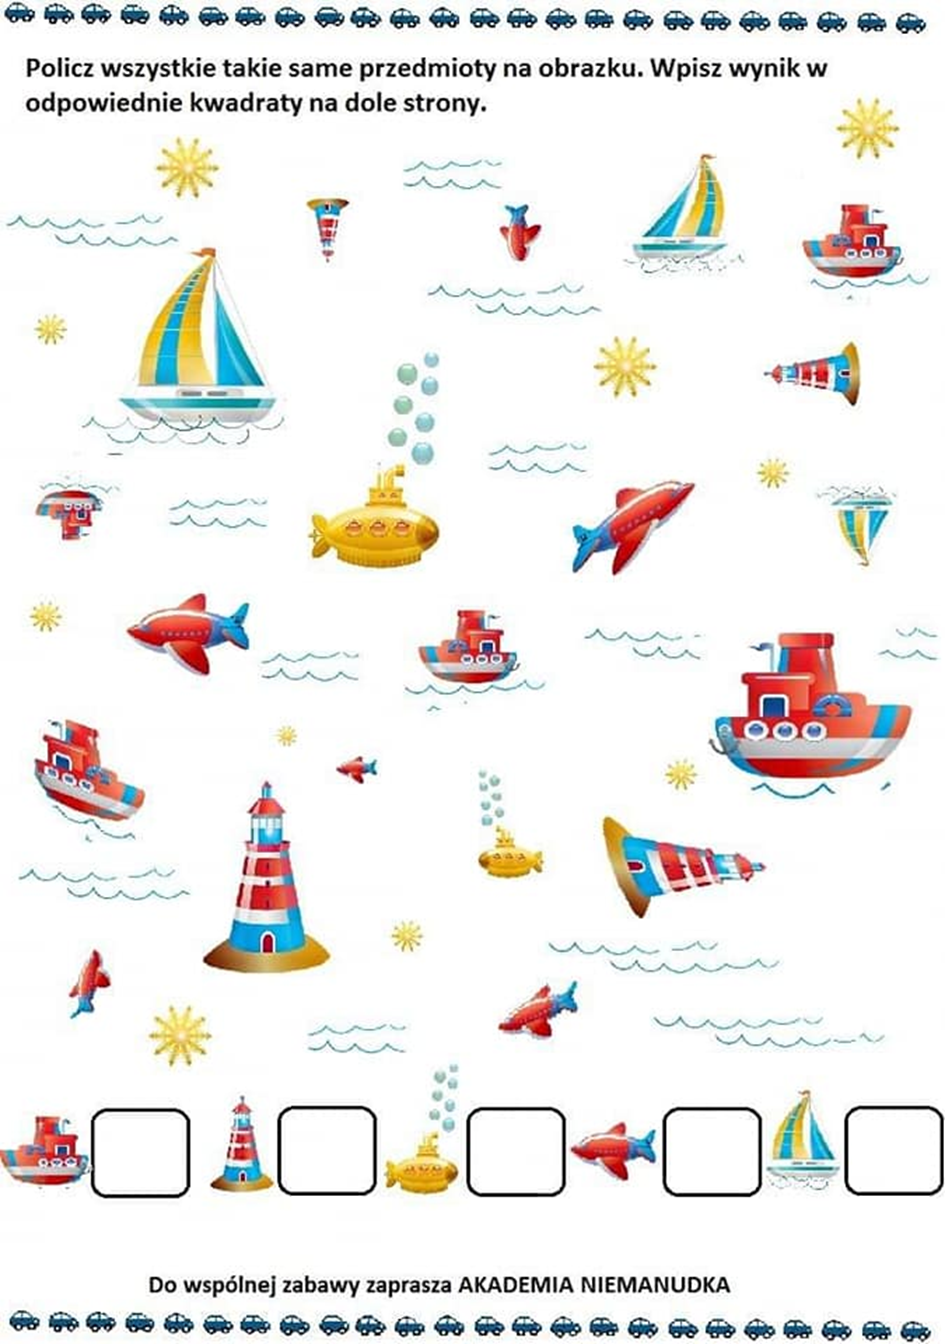 Policz wszystkie takie same przedmioty na obrazku. Wpisz wynik w
odpowiednie kwadraty na dole strony.
Do wspólnej zabawy zaprasza AKADEMIA NIEMANUDKA